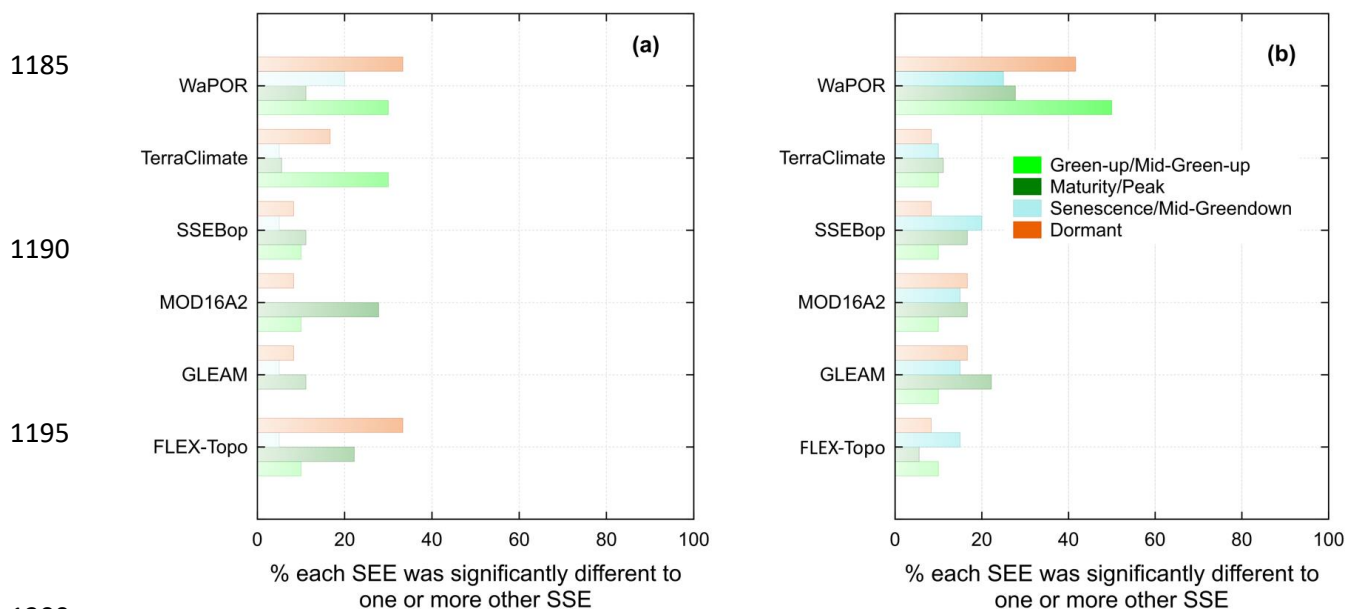 1185
1190
1195
(a)
WaPOR
TerraClimate
SSEBop
MOD16A2
GLEAM
FLEX-Topo
0 20 40 60 80 100
% each SEE was significantly different to
one or more other SSE
(b)
WaPOR
TerraClimate
SSEBop
MOD16A2
GLEAM
FLEX-Topo
Green-up/Mid-Green-up
Maturity/Peak
Senescence/Mid-Greendown
Dormant
0 20 40 60 80 100
% each SEE was significantly different to
one or more other SSE